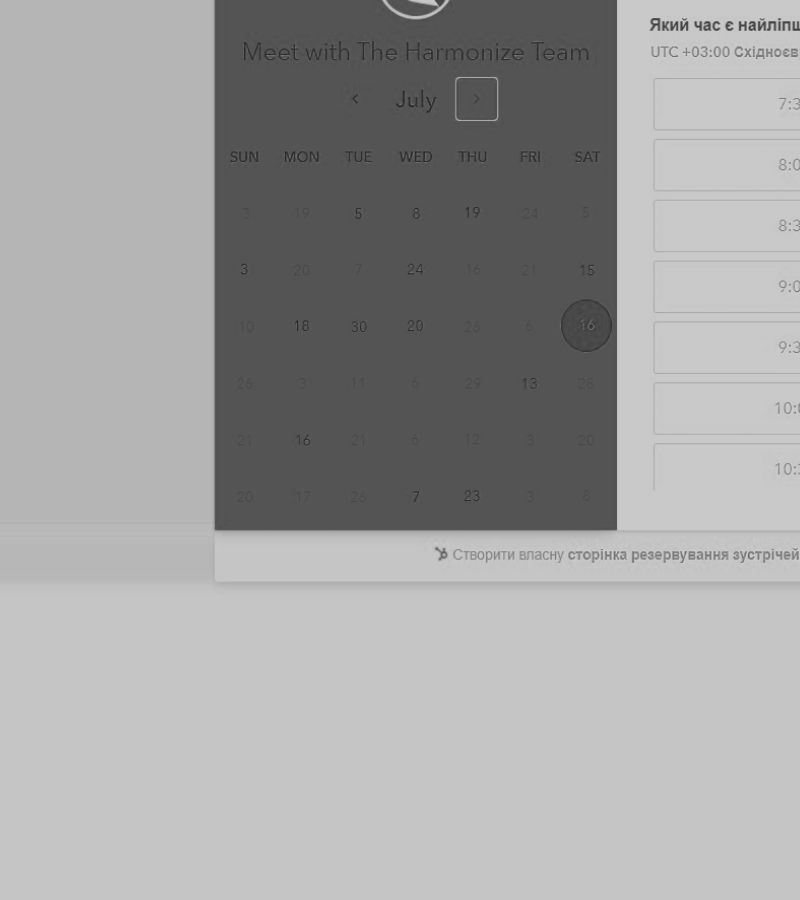 Meet with The Harmonize Team
July
SUN MON TUE WED THU FRI SAT
3 19 5 8 19 24 5
3 20 7 24 16 21 15
10 18 30 20 26 6 16
26 3 11 6 29 13 28
21 16 21 6 12 3 20
20 17 26 7 23 3 8
Який час є найліпш
UTC +03:00 Східноєв
7:3
8:0
8:3
9:0
9:3
10:0
10:3
Створити власну сторінка резервування зустрічей